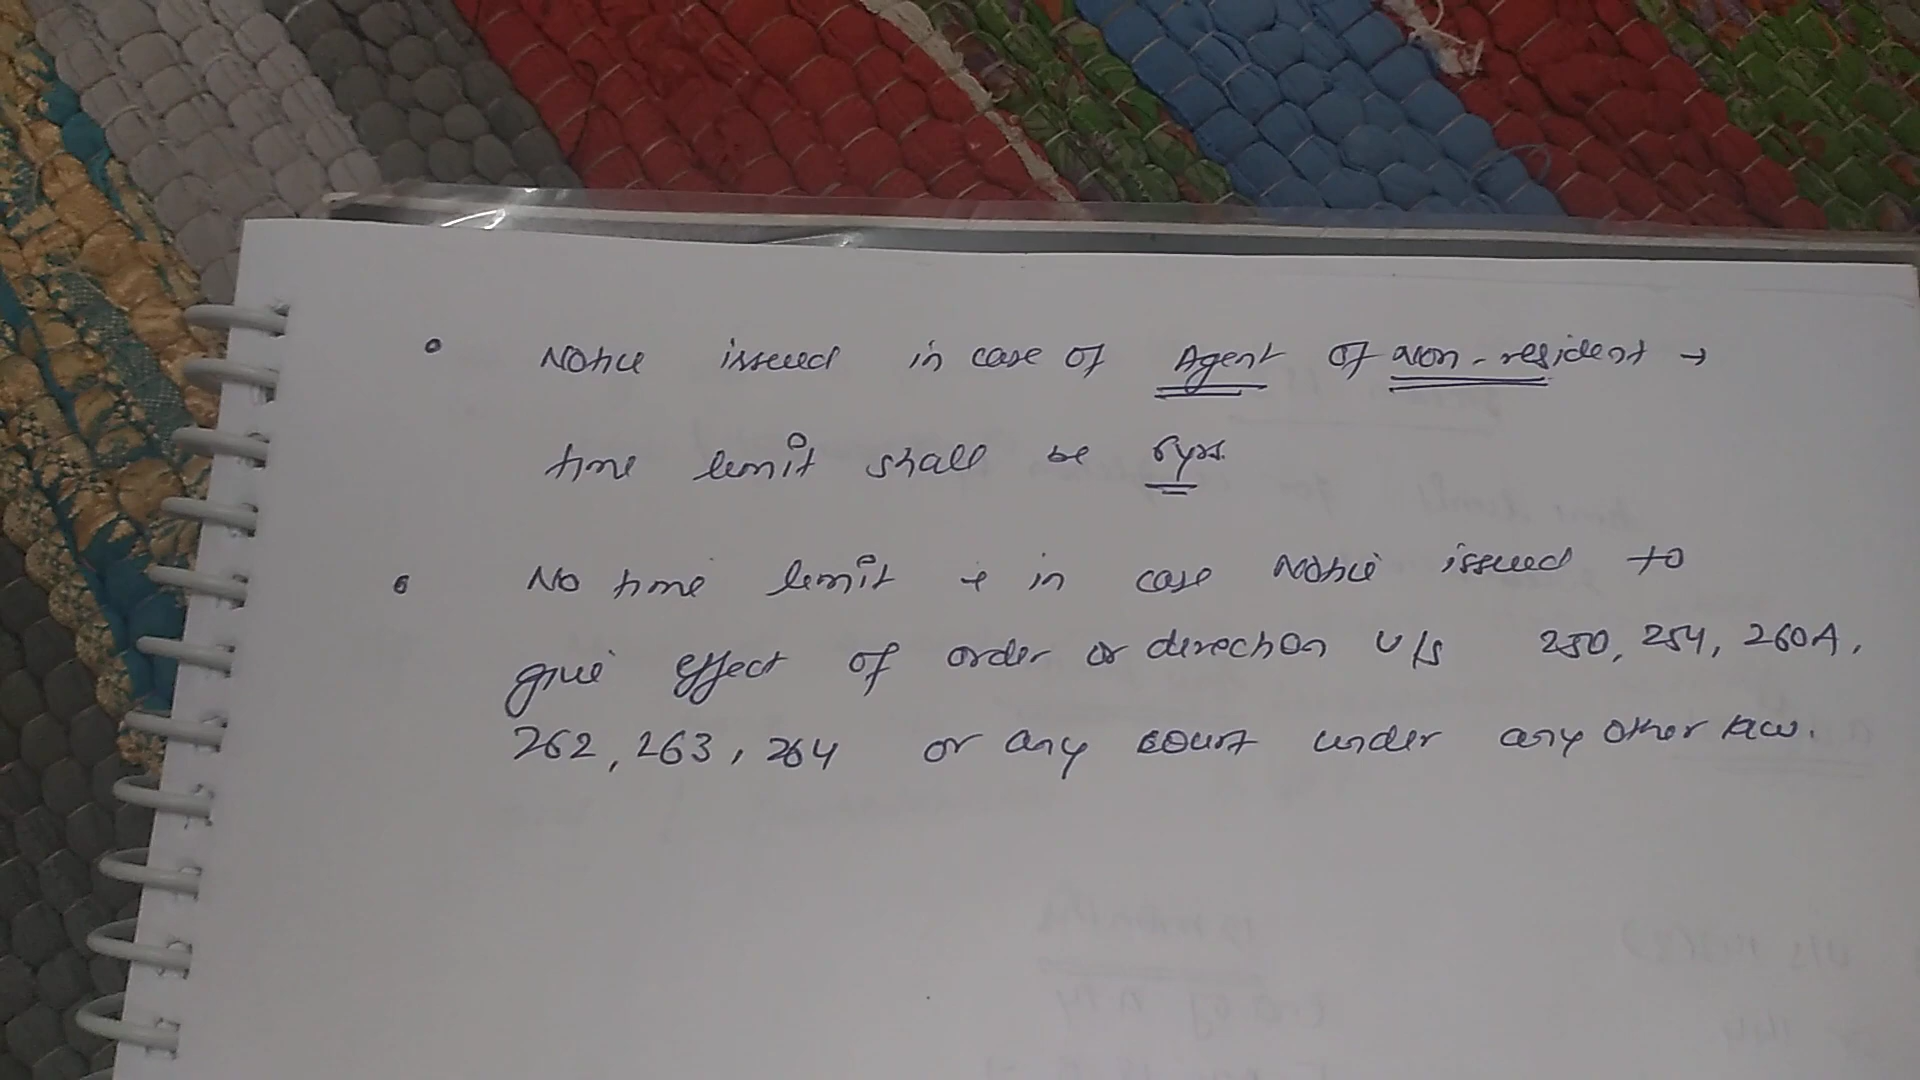 Notice issued in case of Agent of non-resident →
time limit shall be 6yrs.
No time limit → in case Notice issued to
give effect of order or direction u/s 250, 254, 260A,
262, 263, 264 or any court under any other law.